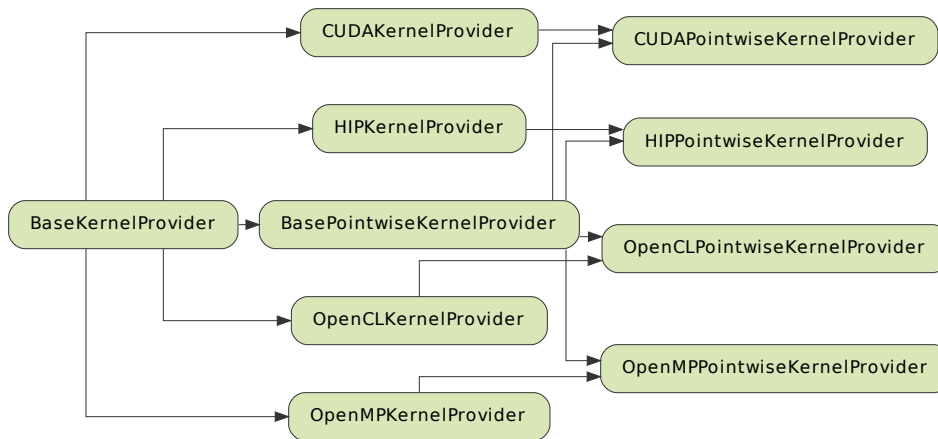 CUDAKernelProvider
CUDAPointwiseKernelProvider
HIPKernelProvider
HIPPointwiseKernelProvider
BaseKernelProvider
BasePointwiseKernelProvider
OpenCLPointwiseKernelProvider
OpenCLKernelProvider
OpenMPPointwiseKernelProvider
OpenMPKernelProvider